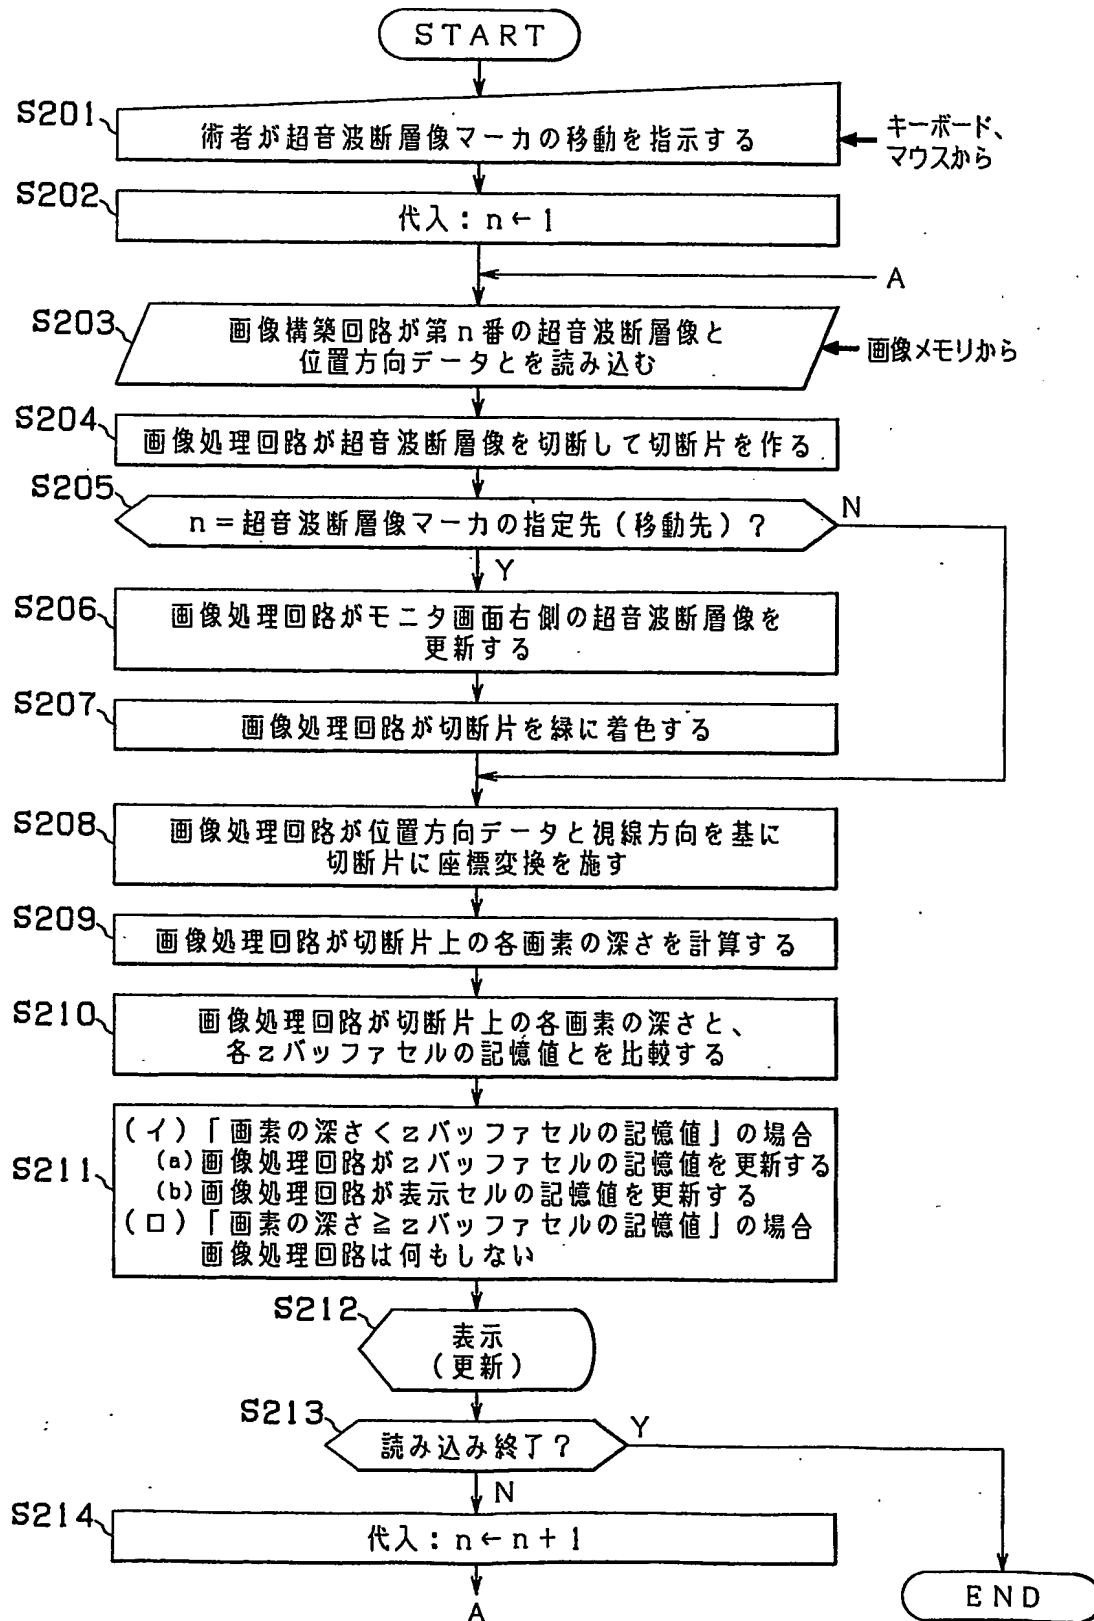 START
S201
術者が超音波断層像マーカの移動を指示する
キーボード、
マウスから
S202
代入：n←1
A
S203
画像構築回路が第n番の超音波断層像と
位置方向データとを読み込む
画像メモリから
S204
画像処理回路が超音波断層像を切断して切断片を作る
S205
n＝超音波断層像マーカの指定先（移動先）？
N
Y
S206
画像処理回路がモニタ画面右側の超音波断層像を
更新する
S207
画像処理回路が切断片を緑に着色する
S208
画像処理回路が位置方向データと視線方向を基に
切断片に座標変換を施す
S209
画像処理回路が切断片上の各画素の深さを計算する
S210
画像処理回路が切断片上の各画素の深さと、
各zバッファセルの記憶値とを比較する
S211
（イ）「画素の深さ＜zバッファセルの記憶値」の場合
(a)画像処理回路がzバッファセルの記憶値を更新する
(b)画像処理回路が表示セルの記憶値を更新する
（ロ）「画素の深さ≧zバッファセルの記憶値」の場合
画像処理回路は何もしない
S212
表示
（更新）
S213
読み込み終了？
Y
N
S214
代入：n←n＋1
A
END